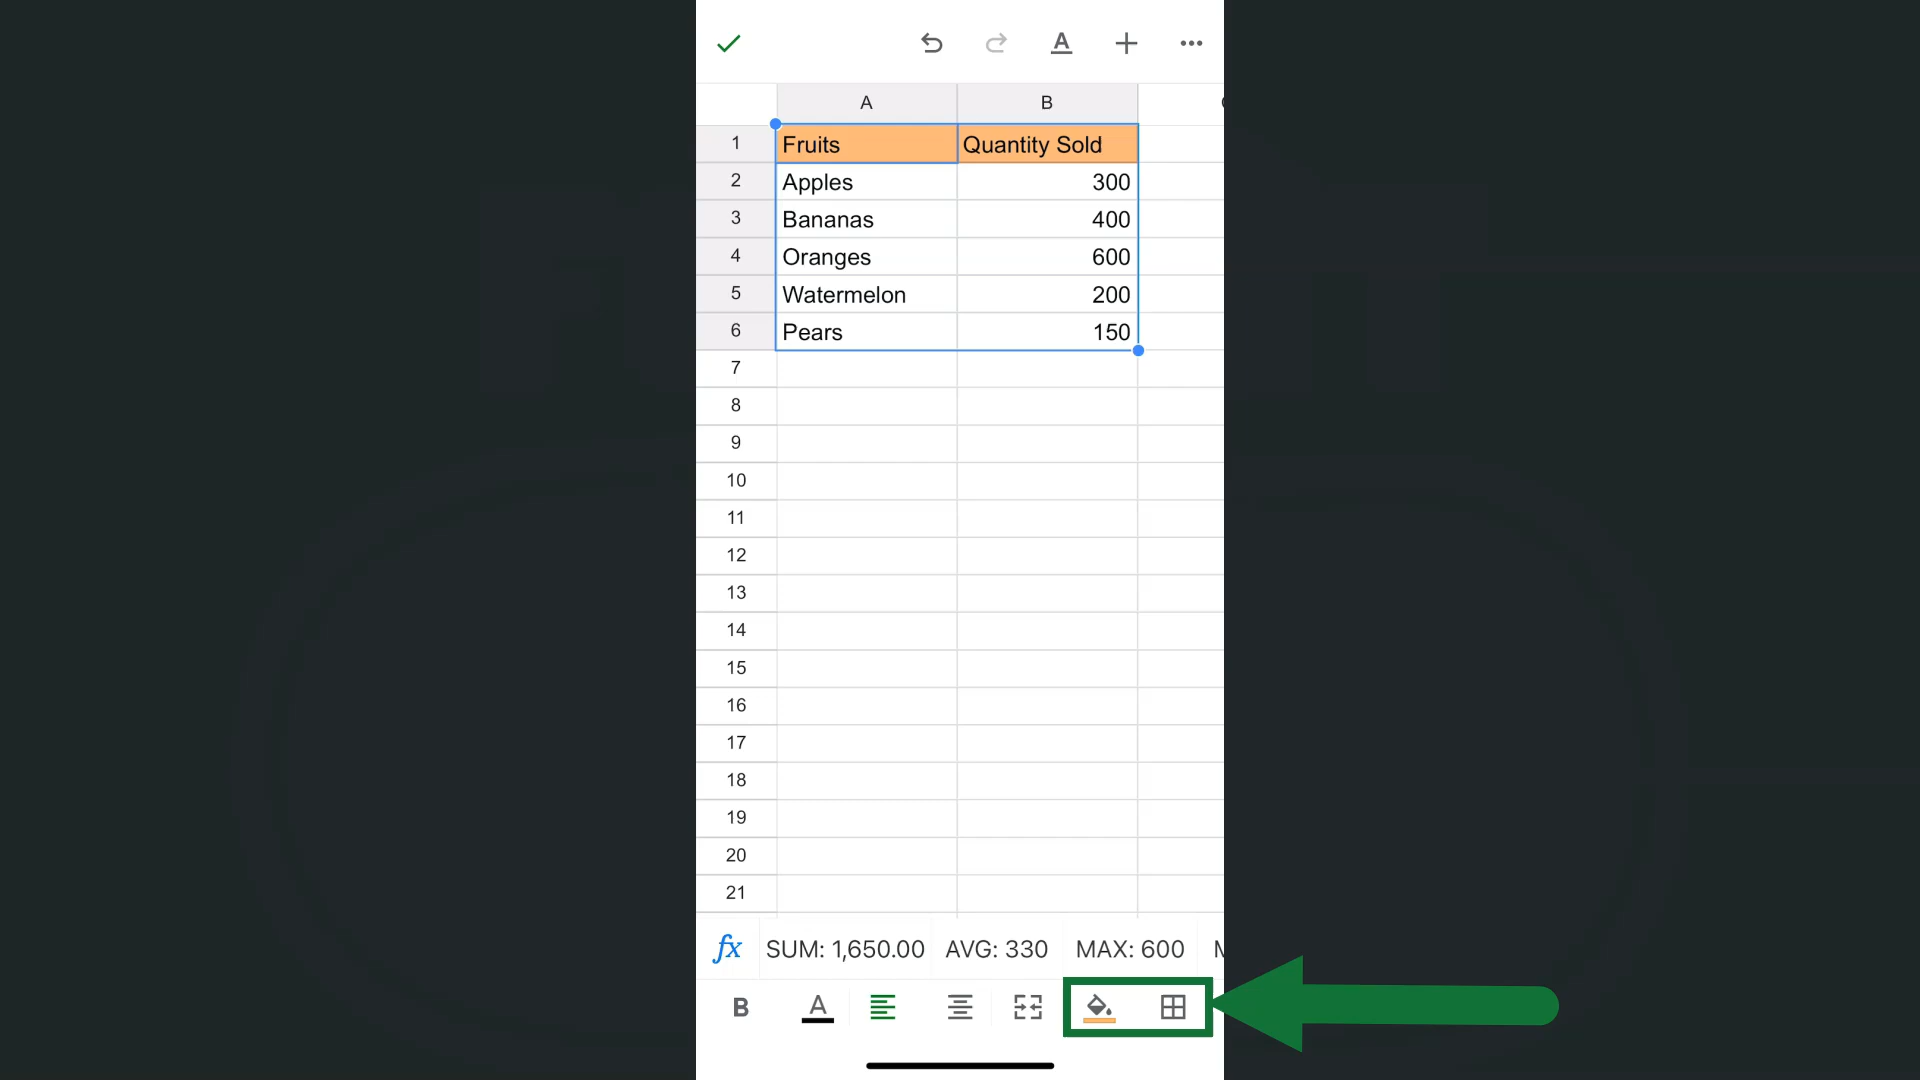 A
A B
1 Fruits Quantity Sold
2 Apples 300
3 Bananas 400
4 Oranges 600
5 Watermelon 200
6 Pears 150
7
8
9
10
11
12
13
14
15
16
17
18
19
20
21
fx SUM: 1,650.00 AVG: 330 MAX: 600
B A